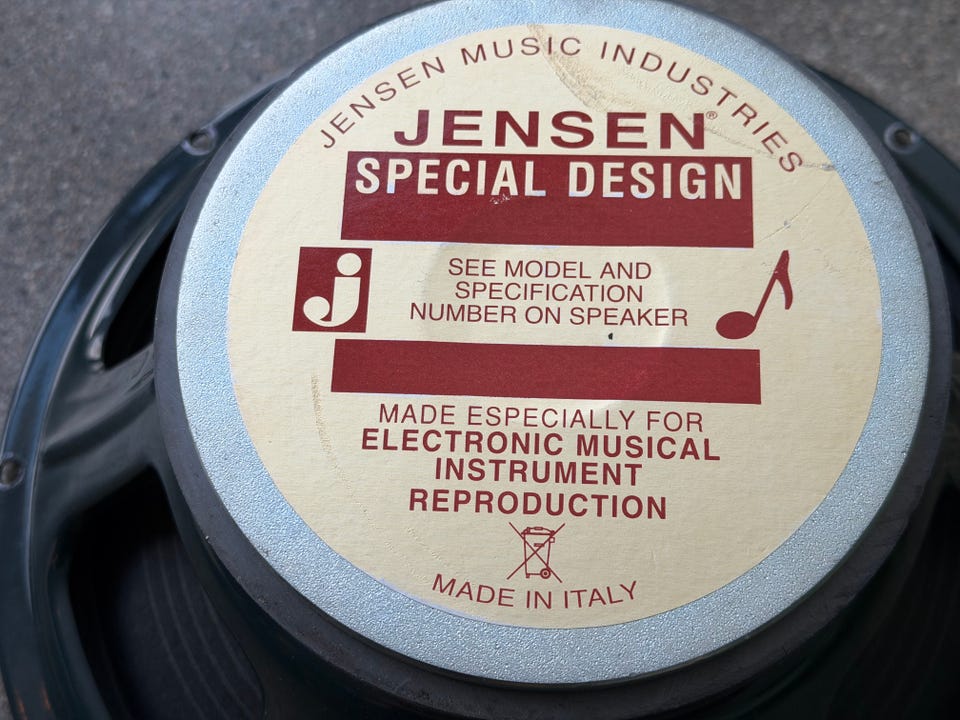 JENSEN MUSIC INDUSTRIES
JENSEN®
SPECIAL DESIGN
j
SEE MODEL AND
SPECIFICATION
NUMBER ON SPEAKER
MADE ESPECIALLY FOR
ELECTRONIC MUSICAL
INSTRUMENT
REPRODUCTION
MADE IN ITALY